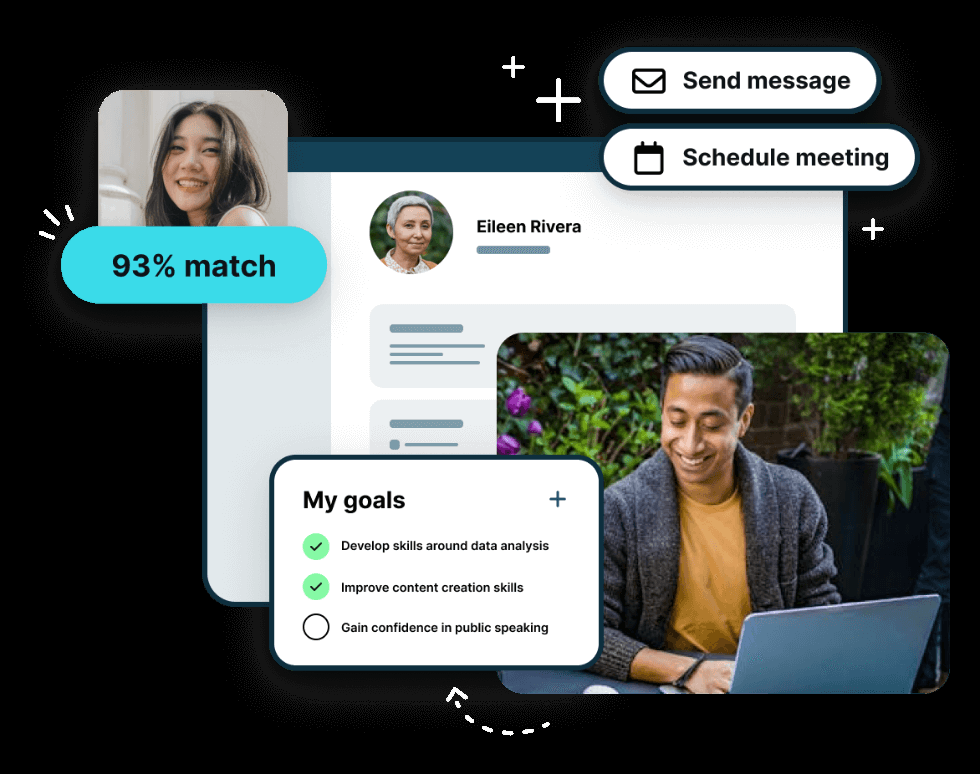 Send message
Schedule meeting
Eileen Rivera
93% match
My goals
Develop skills around data analysis
Improve content creation skills
Gain confidence in public speaking